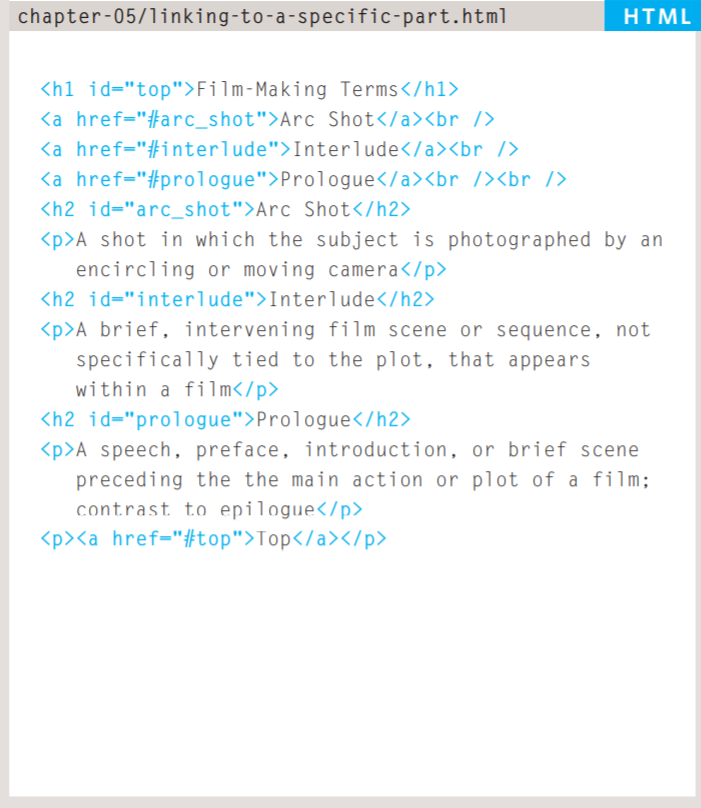 chapter-05/linking-to-a-specific-part.html HTML
<h1 id="top">Film-Making Terms</h1>
<a href="#arc_shot">Arc Shot</a><br />
<a href="#interlude">Interlude</a><br />
<a href="#prologue">Prologue</a><br /><br />
<h2 id="arc_shot">Arc Shot</h2>
<p>A shot in which the subject is photographed by an
encircling or moving camera</p>
<h2 id="interlude">Interlude</h2>
<p>A brief, intervening film scene or sequence, not
specifically tied to the plot, that appears
within a film</p>
<h2 id="prologue">Prologue</h2>
<p>A speech, preface, introduction, or brief scene
preceding the the main action or plot of a film;
contrast to epilogue</p>
<p><a href="#top">Top</a></p>